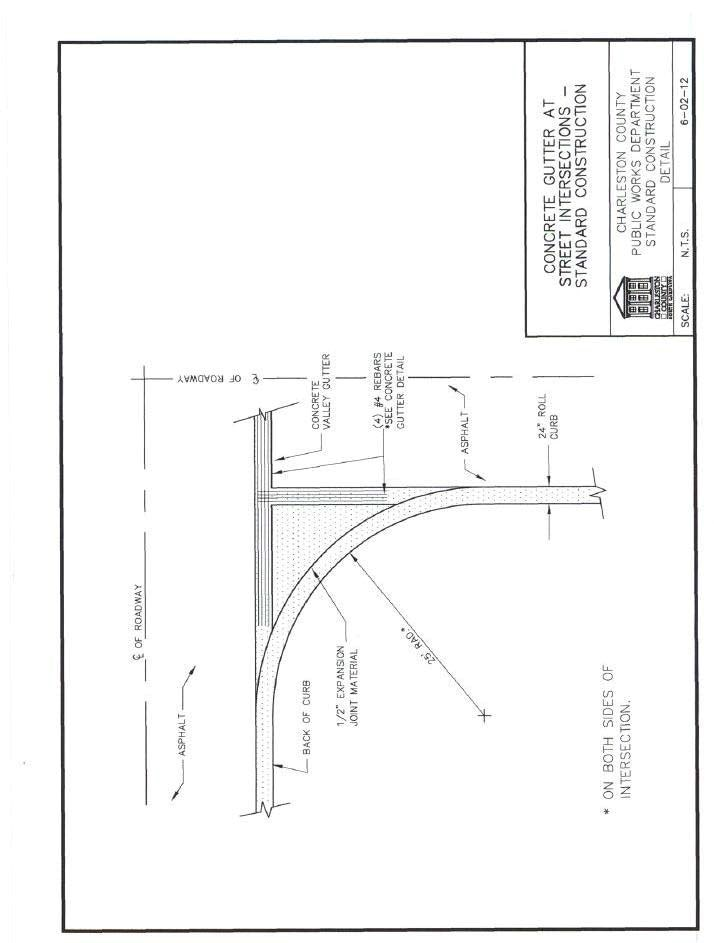 ℄ OF ROADWAY
℄ OF ROADWAY
ASPHALT
CONCRETE
VALLEY GUTTER
(4) #4 REBARS
*SEE CONCRETE
GUTTER DETAIL
ASPHALT
24" ROLL
CURB
BACK OF CURB
1/2" EXPANSION
JOINT MATERIAL
25' RAD.*
* ON BOTH SIDES OF
INTERSECTION.
CONCRETE GUTTER AT
STREET INTERSECTIONS –
STANDARD CONSTRUCTION
CHARLESTON
COUNTY
CHARLESTON COUNTY
PUBLIC WORKS DEPARTMENT
STANDARD CONSTRUCTION
DETAIL
SCALE: N.T.S. 6-02-12